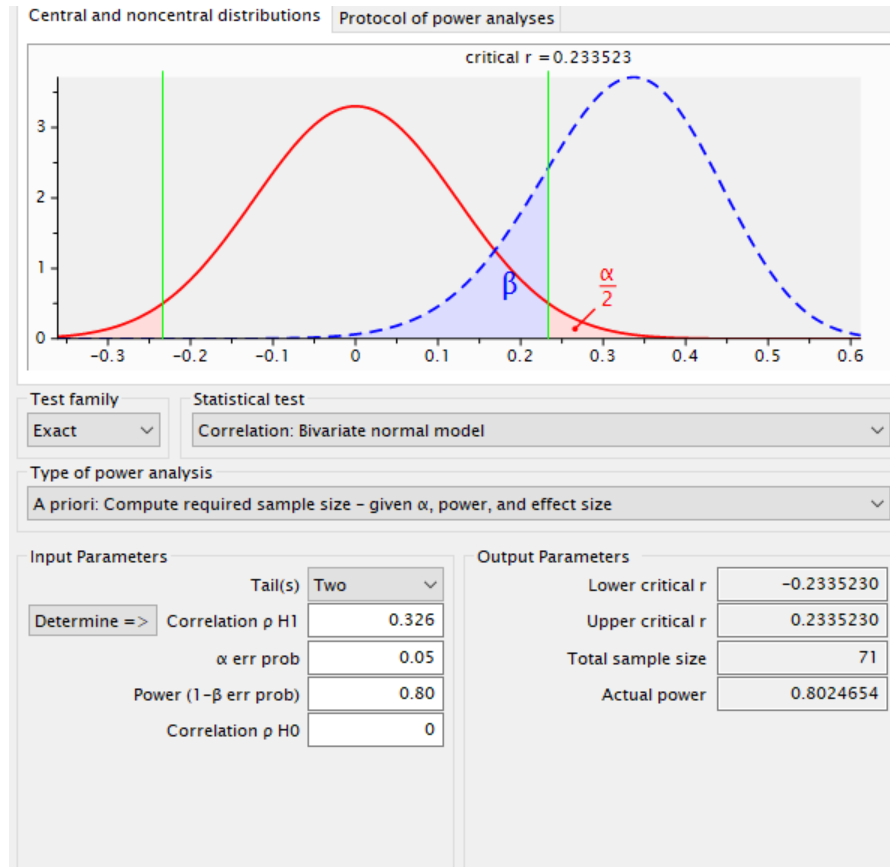 Central and noncentral distributions Protocol of power analyses
critical r = 0.233523
3
2
1
0
β
α
2
-0.3 -0.2 -0.1 0 0.1 0.2 0.3 0.4 0.5 0.6
Test family Statistical test
Exact Correlation: Bivariate normal model
Type of power analysis
A priori: Compute required sample size – given α, power, and effect size
Input Parameters
Tail(s) Two
Determine => Correlation ρ H1 0.326
α err prob 0.05
Power (1-β err prob) 0.80
Correlation ρ H0 0
Output Parameters
Lower critical r -0.2335230
Upper critical r 0.2335230
Total sample size 71
Actual power 0.8024654